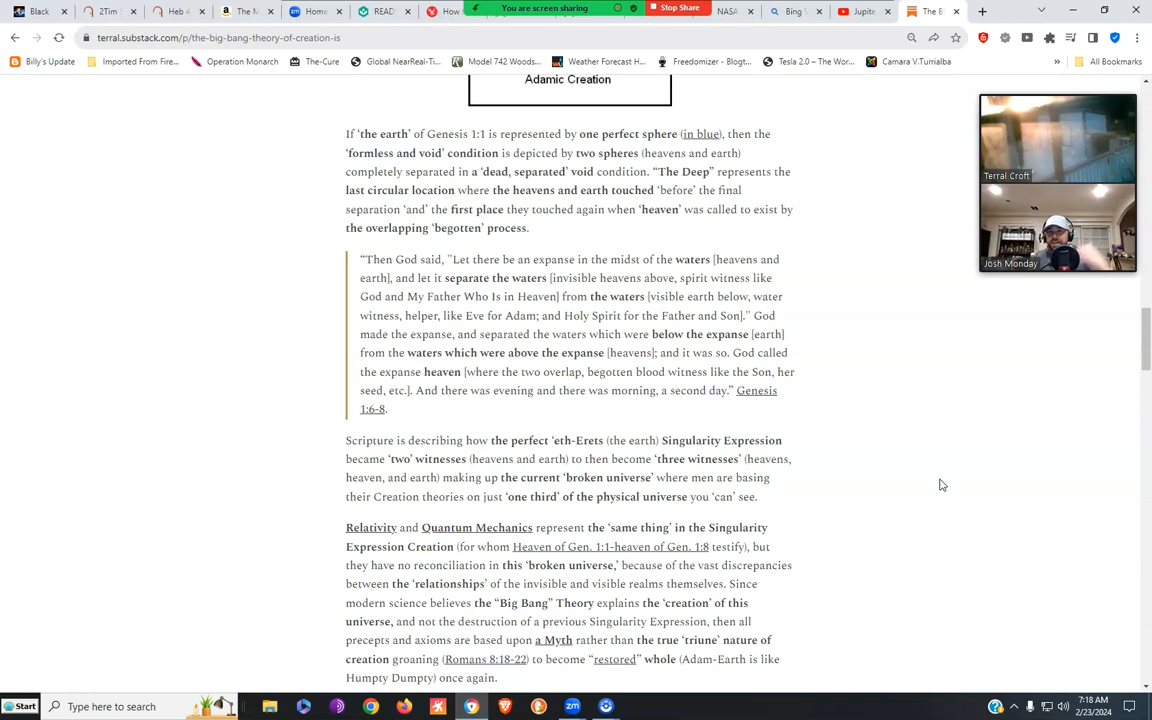 Black
2Tim
Heb 4
The M
Home
READ!
How
You are screen sharing
Stop Share
NASA
Bing V
Jupite
The B
terral.substack.com/p/the-big-bang-theory-of-creation-is
Billy's Update
Imported From Fire...
Operation Monarch
The-Cure
Global NearReal-Ti...
Model 742 Woods...
Weather Forecast H...
Freedomizer - Blogt...
Tesla 2.0 – The Wor...
Camara V.Turrialba
»
All Bookmarks
Adamic Creation
If ‘the earth’ of Genesis 1:1 is represented by one perfect sphere (in blue), then the
‘formless and void’ condition is depicted by two spheres (heavens and earth)
completely separated in a ‘dead, separated’ void condition. “The Deep” represents the
last circular location where the heavens and earth touched ‘before’ the final
separation ‘and’ the first place they touched again when ‘heaven’ was called to exist by
the overlapping ‘begotten’ process.
“Then God said, "Let there be an expanse in the midst of the waters [heavens and
earth], and let it separate the waters [invisible heavens above, spirit witness like
God and My Father Who Is in Heaven] from the waters [visible earth below, water
witness, helper, like Eve for Adam; and Holy Spirit for the Father and Son]." God
made the expanse, and separated the waters which were below the expanse [earth]
from the waters which were above the expanse [heavens]; and it was so. God called
the expanse heaven [where the two overlap, begotten blood witness like the Son, her
seed, etc.]. And there was evening and there was morning, a second day.” Genesis
1:6-8.
Scripture is describing how the perfect ‘eth-Erets (the earth) Singularity Expression
became ‘two’ witnesses (heavens and earth) to then become ‘three witnesses’ (heavens,
heaven, and earth) making up the current ‘broken universe’ where men are basing
their Creation theories on just ‘one third’ of the physical universe you ‘can’ see.
Relativity and Quantum Mechanics represent the ‘same thing’ in the Singularity
Expression Creation (for whom Heaven of Gen. 1:1-heaven of Gen. 1:8 testify), but
they have no reconciliation in this ‘broken universe,’ because of the vast discrepancies
between the ‘relationships’ of the invisible and visible realms themselves. Since
modern science believes the “Big Bang” Theory explains the ‘creation’ of this
universe, and not the destruction of a previous Singularity Expression, then all
precepts and axioms are based upon a Myth rather than the true ‘triune’ nature of
creation groaning (Romans 8:18-22) to become “restored” whole (Adam-Earth is like
Humpty Dumpty) once again.
Terral Croft
Josh Monday
Start
Type here to search
7:18 AM
2/23/2024